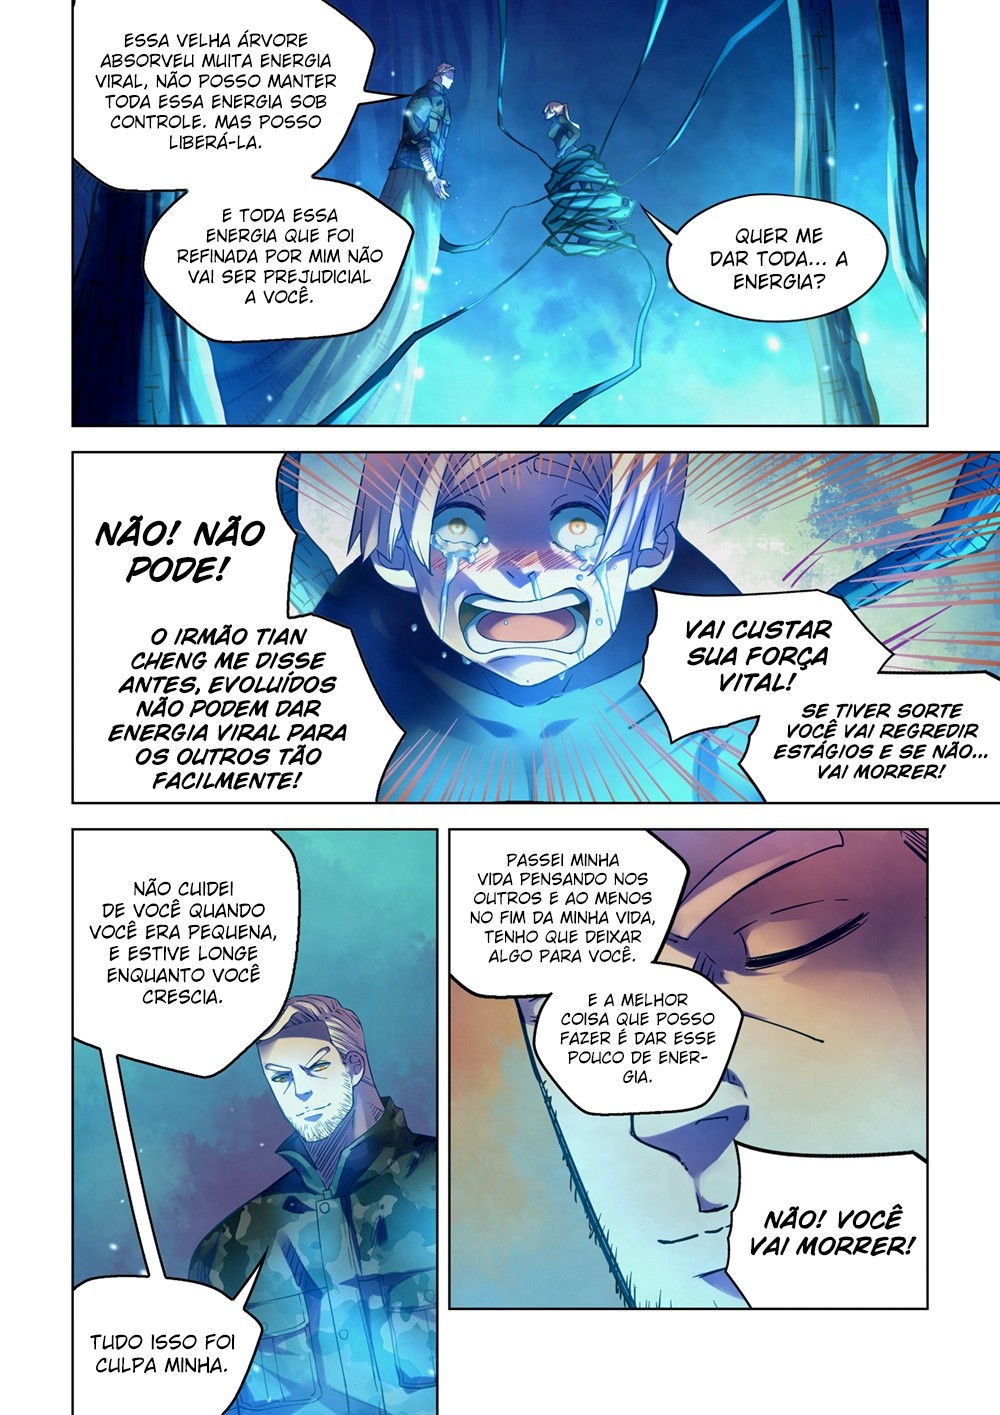 ESSA VELHA ÁRVORE
ABSORVEU MUITA ENERGIA
VIRAL, NÃO POSSO MANTER
TODA ESSA ENERGIA SOB
CONTROLE. MAS POSSO
LIBERÁ-LA.
E TODA ESSA
ENERGIA QUE FOI
REFINADA POR MIM NÃO
VAI SER PREJUDICIAL
A VOCÊ.
QUER ME
DAR TODA... A
ENERGIA?
NÃO! NÃO
PODE!
O IRMÃO TIAN
CHENG ME DISSE
ANTES, EVOLUÍDOS
NÃO PODEM DAR
ENERGIA VIRAL PARA
OS OUTROS TÃO
FACILMENTE!
VAI CUSTAR
SUA FORÇA
VITAL!
SE TIVER SORTE
VOCÊ VAI REGREDIR
ESTÁGIOS E SE NÃO...
VAI MORRER!
NÃO CUIDEI
DE VOCÊ QUANDO
VOCÊ ERA PEQUENA,
E ESTIVE LONGE
ENQUANTO VOCÊ
CRESCIA.
TUDO ISSO FOI
CULPA MINHA.
PASSEI MINHA
VIDA PENSANDO NOS
OUTROS E AO MENOS
NO FIM DA MINHA VIDA,
TENHO QUE DEIXAR
ALGO PARA VOCÊ.
E A MELHOR
COISA QUE POSSO
FAZER É DAR ESSE
POUCO DE ENER-
GIA.
NÃO! VOCÊ
VAI MORRER!